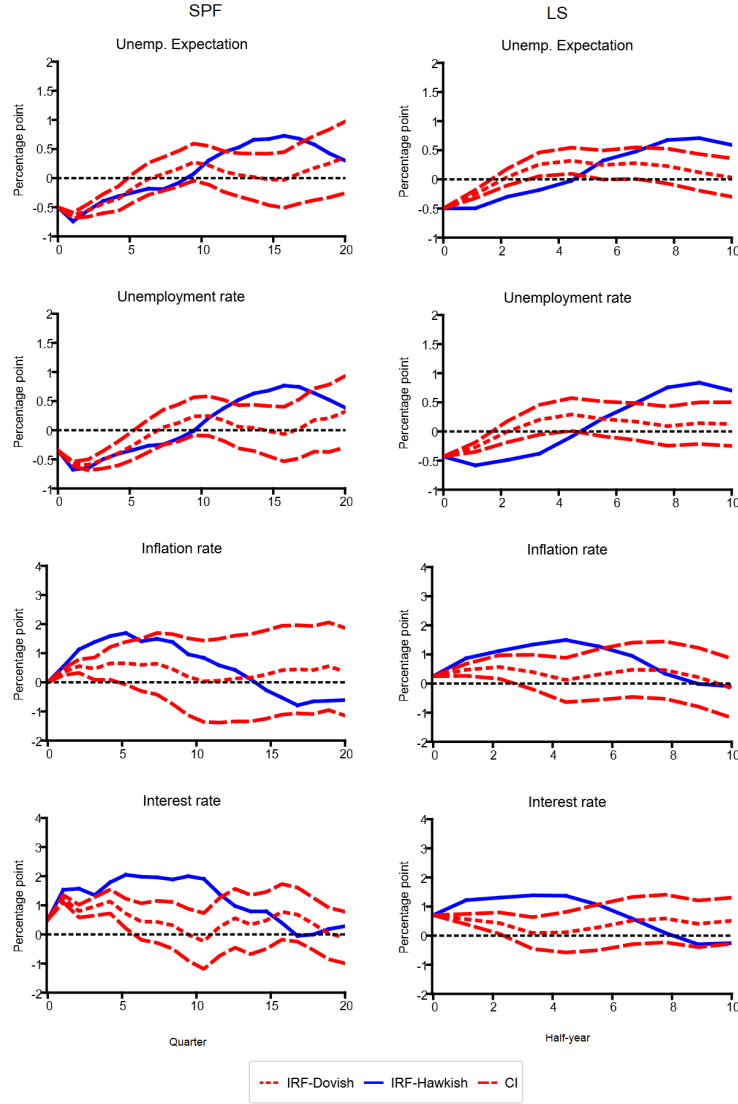 SPF LS
Unemp. Expectation
Percentage point
2
1.5
1
0.5
0
-0.5
-1
0 5 10 15 20
Unemp. Expectation
Percentage point
2
1.5
1
0.5
0
-0.5
-1
0 2 4 6 8 10
Unemployment rate
Percentage point
2
1.5
1
0.5
0
-0.5
-1
0 5 10 15 20
Unemployment rate
Percentage point
2
1.5
1
0.5
0
-0.5
-1
0 2 4 6 8 10
Inflation rate
Percentage point
4
3
2
1
0
-1
-2
0 5 10 15 20
Inflation rate
Percentage point
4
3
2
1
0
-1
-2
0 2 4 6 8 10
Interest rate
Percentage point
4
3
2
1
0
-1
-2
0 5 10 15 20
Interest rate
Percentage point
4
3
2
1
0
-1
-2
0 2 4 6 8 10
Quarter
Half-year
IRF-Dovish IRF-Hawkish CI